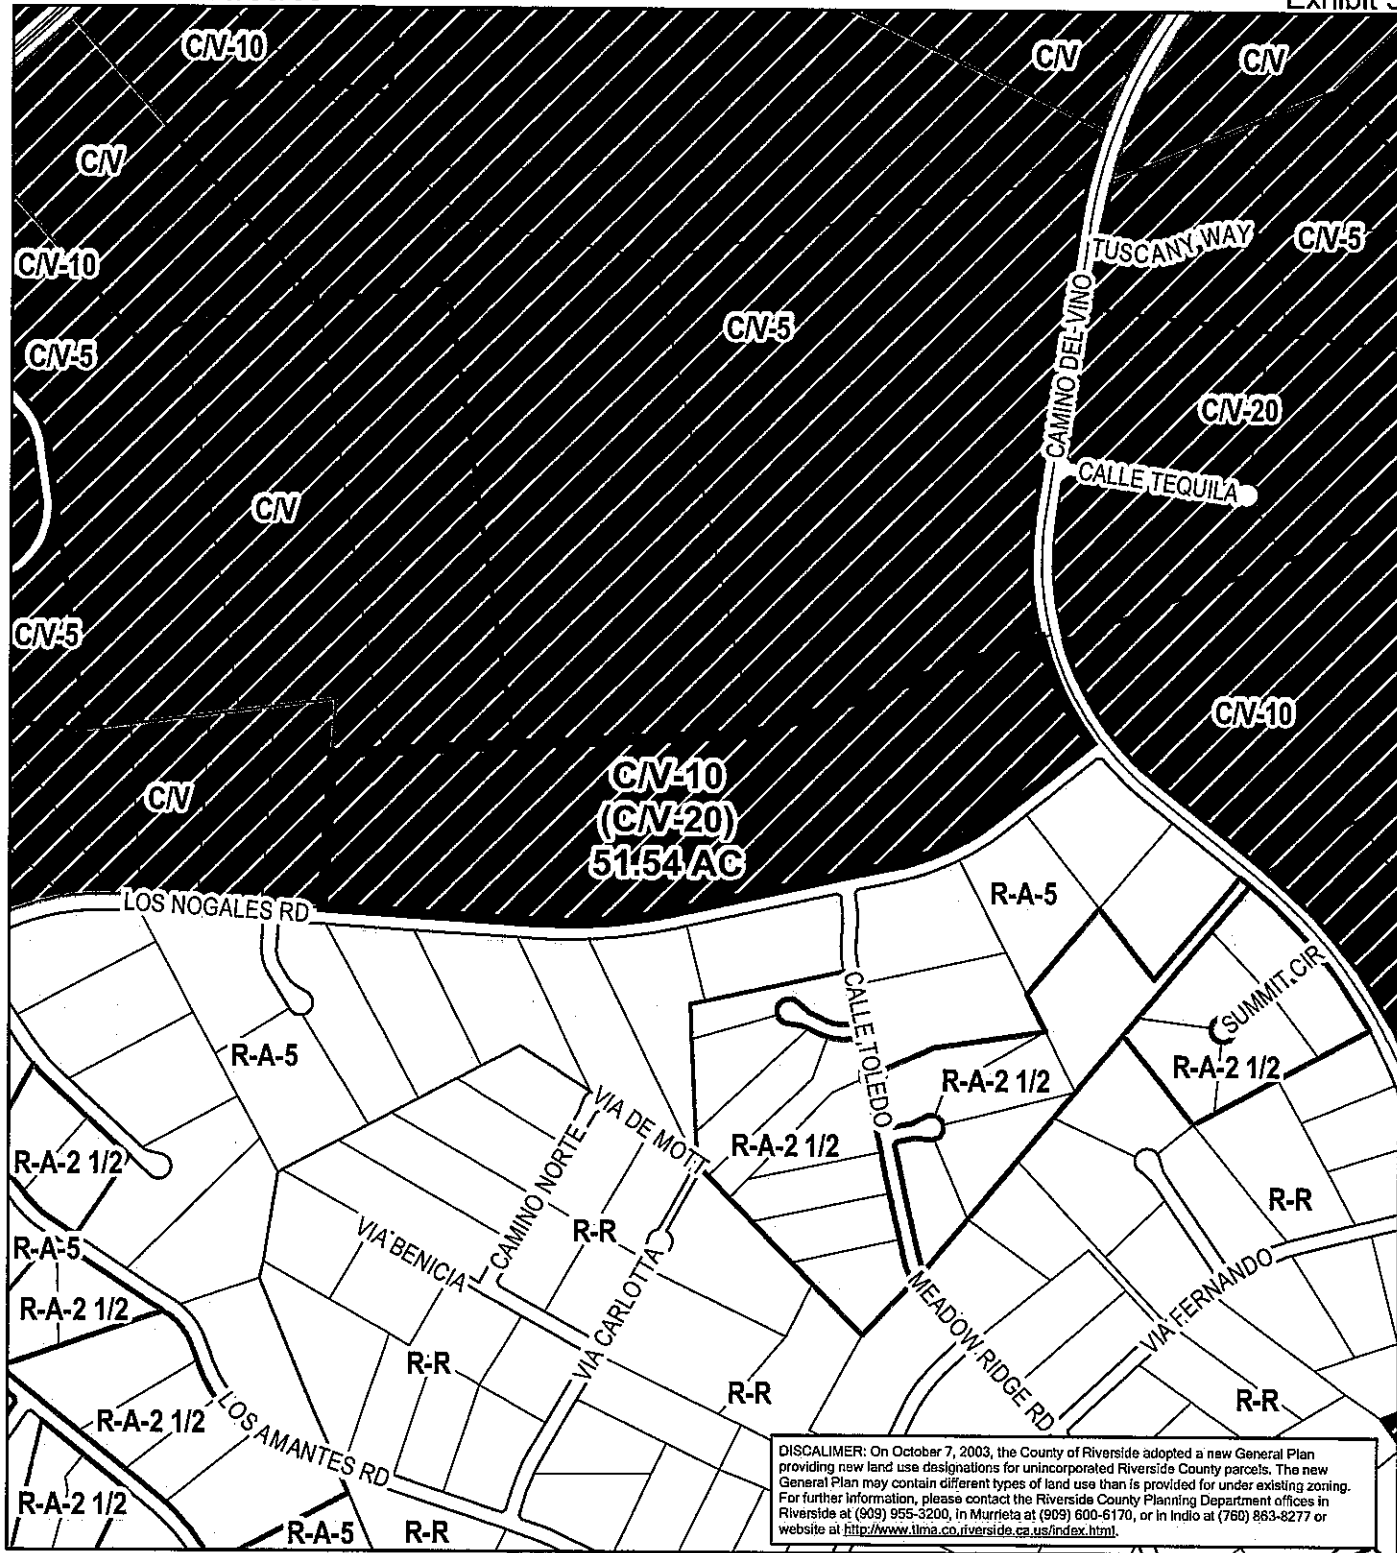 Exhibit
C/V-10
C/V
C/V
C/V
C/V-10
TUSCANY WAY
C/V-5
C/V-5
C/V-5
CAMINO DEL VINO
C/V-20
CALLE TEQUILA
C/V
C/V-5
C/V-10
C/V
C/V-10
(C/V-20)
51.54 AC
LOS NOGALES RD
R-A-5
SUMMIT CIR
CALLE TOLEDO
R-A-5
R-A-2 1/2
R-A-2 1/2
VIA DE MOTT
R-A-2 1/2
R-A-2 1/2
CAMINO NORTE
R-R
R-R
VIA BENICIA
R-A-5
VIA CARLOTTA
R-A-2 1/2
MEADOW RIDGE RD
VIA FERNANDO
R-R
R-R
R-R
R-A-2 1/2
LOS AMANTES RD
R-A-2 1/2
R-A-5
R-R
DISCALIMER: On October 7, 2003, the County of Riverside adopted a new General Plan
providing new land use designations for unincorporated Riverside County parcels. The new
General Plan may contain different types of land use than is provided for under existing zoning.
For further information, please contact the Riverside County Planning Department offices in
Riverside at (909) 955-3200, in Murrieta at (909) 600-6170, or in Indio at (760) 863-8277 or
website at http://www.tlma.co.riverside.ca.us/index.html.